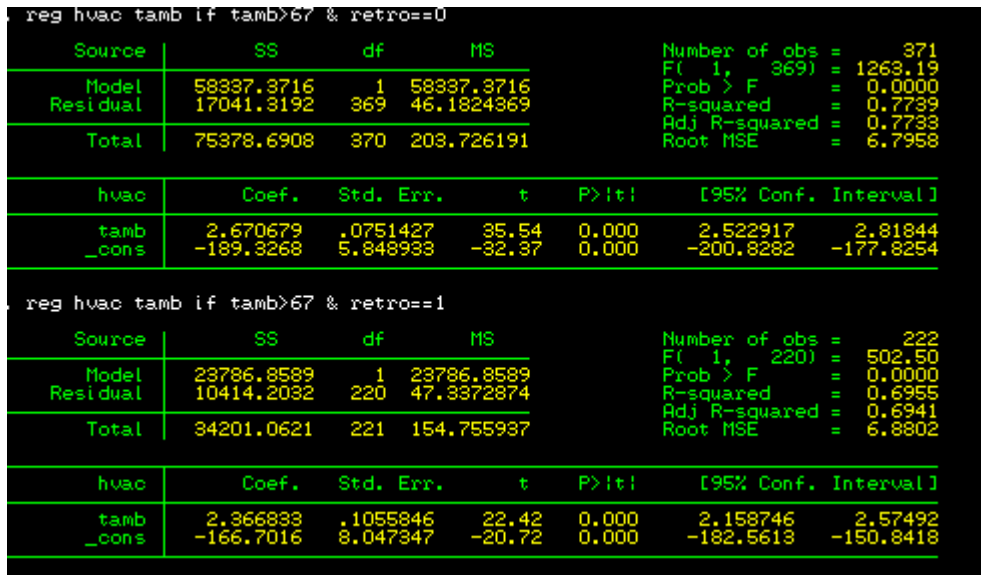 . reg hvac tamb if tamb>67 & retro==0
Source | SS df MS Number of obs = 371
F( 1, 369) = 1263.19
Model | 58337.3716 1 58337.3716 Prob > F = 0.0000
Residual | 17041.3192 369 46.1824369 R-squared = 0.7739
Adj R-squared = 0.7733
Total | 75378.6908 370 203.726191 Root MSE = 6.7958
hvac | Coef. Std. Err. t P>|t| [95% Conf. Interval]
tamb | 2.670679 .0751427 35.54 0.000 2.522917 2.81844
_cons | -189.3268 5.848933 -32.37 0.000 -200.8282 -177.8254
. reg hvac tamb if tamb>67 & retro==1
Source | SS df MS Number of obs = 222
F( 1, 220) = 502.50
Model | 23786.8589 1 23786.8589 Prob > F = 0.0000
Residual | 10414.2032 220 47.3372874 R-squared = 0.6955
Adj R-squared = 0.6941
Total | 34201.0621 221 154.755937 Root MSE = 6.8802
hvac | Coef. Std. Err. t P>|t| [95% Conf. Interval]
tamb | 2.366833 .1055846 22.42 0.000 2.158746 2.57492
_cons | -166.7016 8.047347 -20.72 0.000 -182.5613 -150.8418